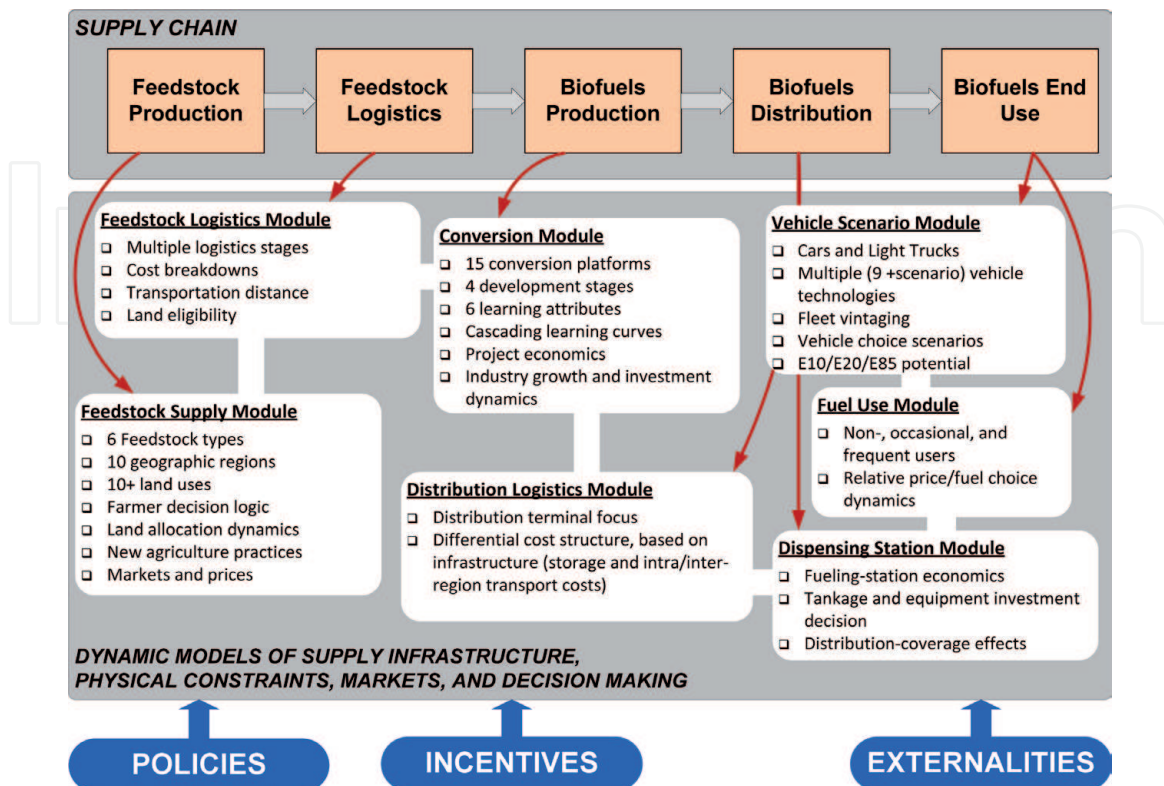 SUPPLY CHAIN
Feedstock
Production
Feedstock
Logistics
Biofuels
Production
Biofuels
Distribution
Biofuels End
Use
Feedstock Logistics Module
❑ Multiple logistics stages
❑ Cost breakdowns
❑ Transportation distance
❑ Land eligibility
Feedstock Supply Module
❑ 6 Feedstock types
❑ 10 geographic regions
❑ 10+ land uses
❑ Farmer decision logic
❑ Land allocation dynamics
❑ New agriculture practices
❑ Markets and prices
Conversion Module
❑ 15 conversion platforms
❑ 4 development stages
❑ 6 learning attributes
❑ Cascading learning curves
❑ Project economics
❑ Industry growth and investment
dynamics
Distribution Logistics Module
❑ Distribution terminal focus
❑ Differential cost structure, based on
infrastructure (storage and intra/inter-
region transport costs)
Vehicle Scenario Module
❑ Cars and Light Trucks
❑ Multiple (9 +scenario) vehicle
technologies
❑ Fleet vintaging
❑ Vehicle choice scenarios
❑ E10/E20/E85 potential
Fuel Use Module
❑ Non-, occasional, and
frequent users
❑ Relative price/fuel choice
dynamics
Dispensing Station Module
❑ Fueling-station economics
❑ Tankage and equipment investment
decision
❑ Distribution-coverage effects
DYNAMIC MODELS OF SUPPLY INFRASTRUCTURE,
PHYSICAL CONSTRAINTS, MARKETS, AND DECISION MAKING
POLICIES
INCENTIVES
EXTERNALITIES